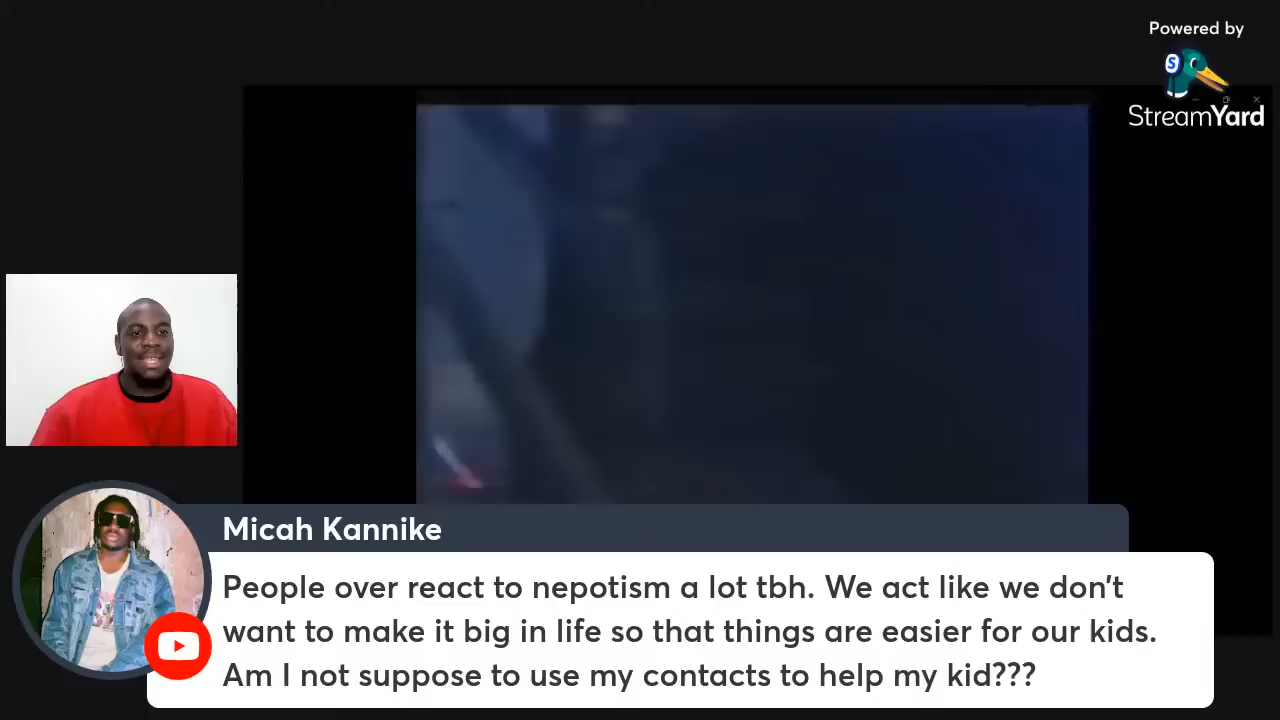 Powered by
StreamYard
Micah Kannike
People over react to nepotism a lot tbh. We act like we don't
want to make it big in life so that things are easier for our kids.
Am I not suppose to use my contacts to help my kid???